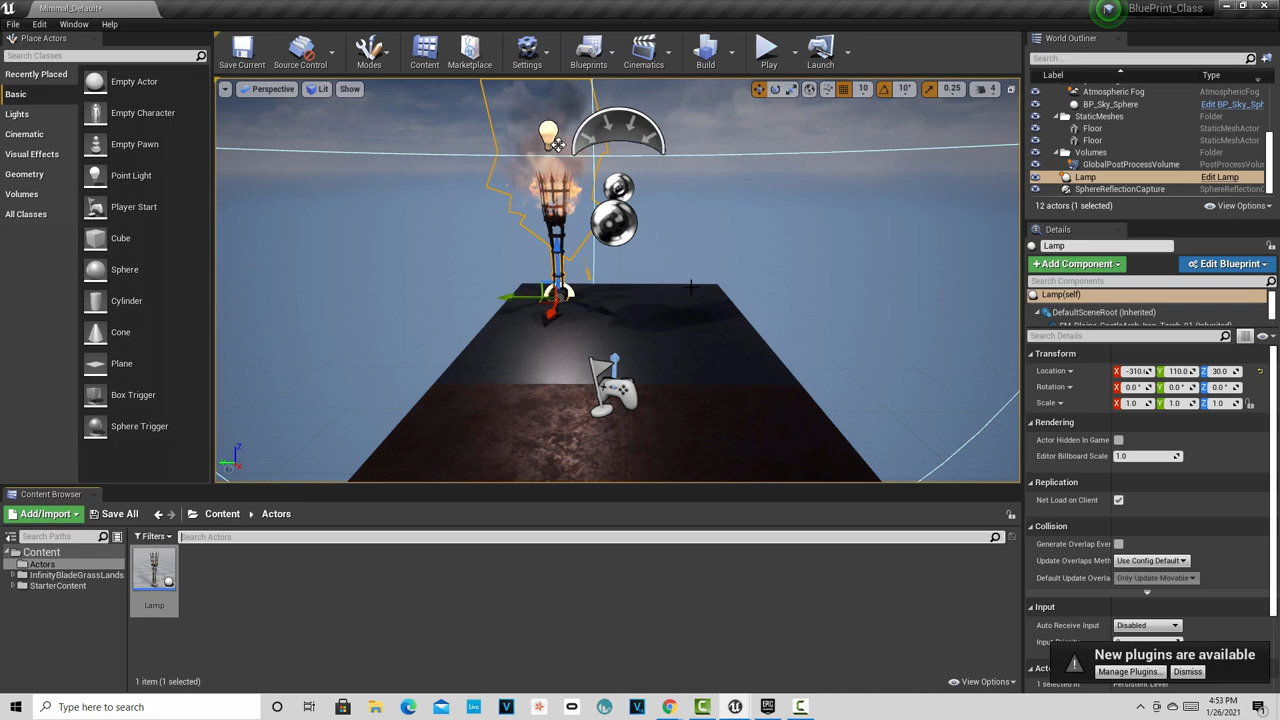 Minimal_Default*
BluePrint_Class
File Edit Window Help
Place Actors
Search Classes
Recently Placed
Basic
Lights
Cinematic
Visual Effects
Geometry
Volumes
All Classes
Empty Actor
Empty Character
Empty Pawn
Point Light
Player Start
Cube
Sphere
Cylinder
Cone
Plane
Box Trigger
Sphere Trigger
Save Current
Source Control
Modes
Content
Marketplace
Settings
Blueprints
Cinematics
Build
Play
Launch
Perspective Lit Show
10 10° 0.25 4
World Outliner
Search...
Label Type
Atmospheric Fog AtmosphericFog
BP_Sky_Sphere Edit BP_Sky_Sph
StaticMeshes Folder
Floor StaticMeshActor
Floor StaticMeshActor
Volumes Folder
GlobalPostProcessVolume PostProcessVolu
Lamp Edit Lamp
SphereReflectionCapture SphereReflectionC
12 actors (1 selected) View Options
Details
Lamp
+Add Component Edit Blueprint
Search Components
Lamp(self)
DefaultSceneRoot (Inherited)
Search Details
Transform
Location X -310. Y 110.0 Z 30.0
Rotation X 0.0° Y 0.0° Z 0.0°
Scale X 1.0 Y 1.0 Z 1.0
Rendering
Actor Hidden In Game
Editor Billboard Scale 1.0
Replication
Net Load on Client
Collision
Generate Overlap Ever
Update Overlaps Meth Use Config Default
Default Update Overla Only Update Movable
Input
Auto Receive Input Disabled
New plugins are available
Manage Plugins... Dismiss
Content Browser
Add/Import Save All Content Actors
Search Paths
Filters
Search Actors
Content
Actors
InfinityBladeGrassLands
StarterContent
Lamp
1 item (1 selected) View Options
Type here to search
4:53 PM
1/26/2021